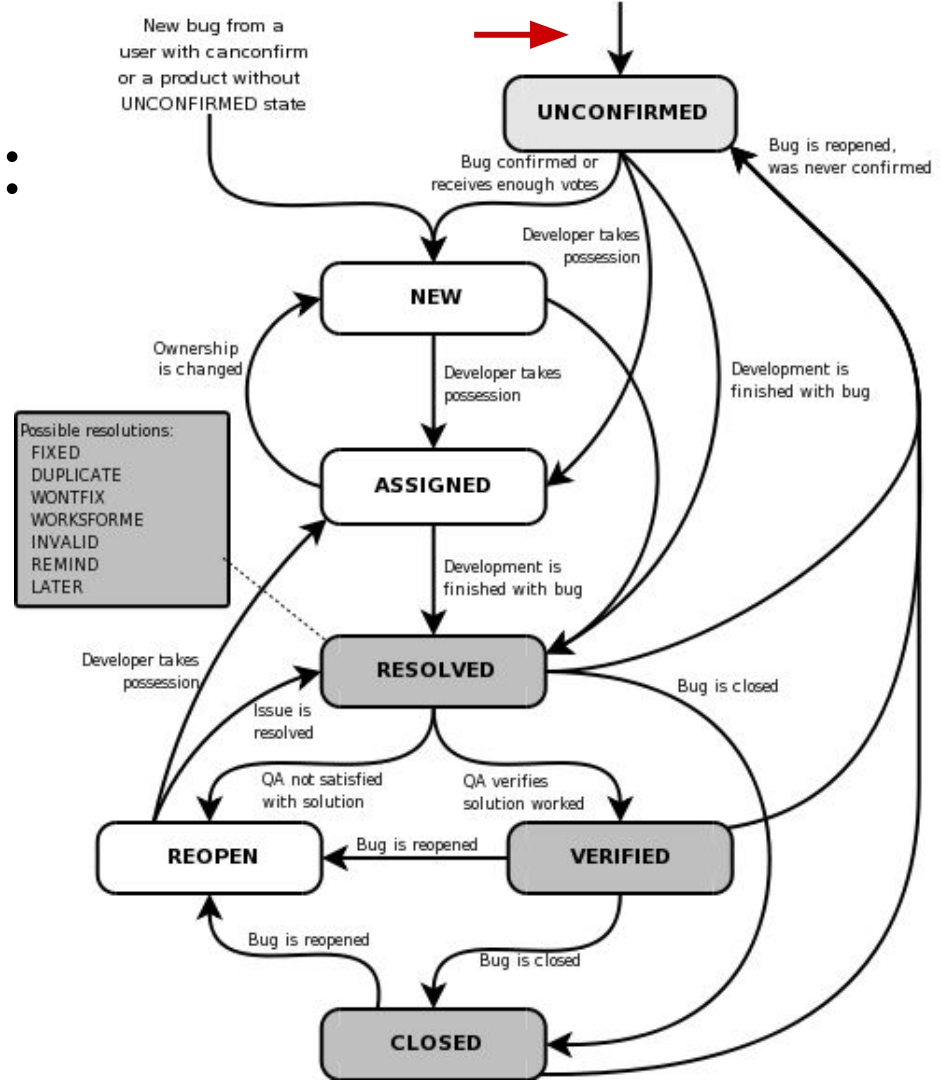 New bug from a
user with canconfirm
or a product without
UNCONFIRMED state
UNCONFIRMED
Bug is reopened,
was never confirmed
Bug confirmed or
receives enough votes
Developer takes
possession
NEW
Ownership
is changed
Developer takes
possession
Development is
finished with bug
Possible resolutions:
FIXED
DUPLICATE
WONTFIX
WORKSFORME
INVALID
REMIND
LATER
ASSIGNED
Development is
finished with bug
RESOLVED
Developer takes
possession
Issue is
resolved
Bug is closed
QA not satisfied
with solution
QA verifies
solution worked
REOPEN
Bug is reopened
VERIFIED
Bug is reopened
Bug is closed
CLOSED